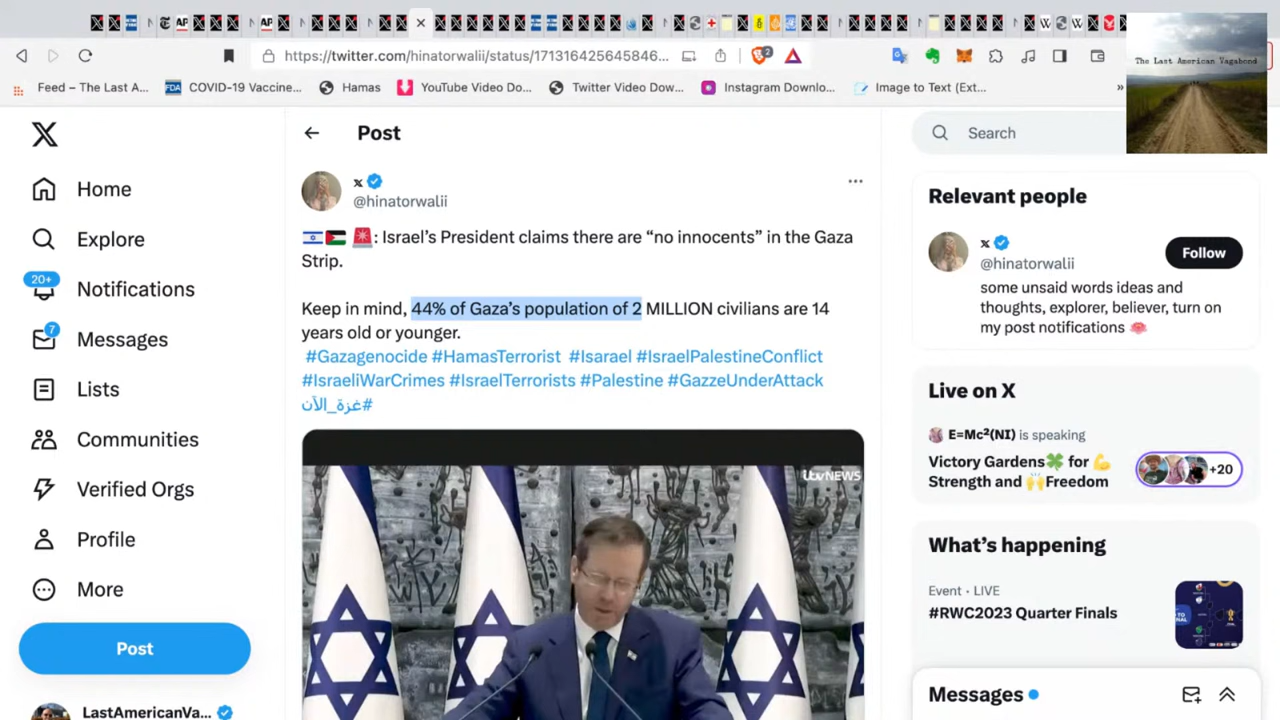 https://twitter.com/hinatorwalii/status/171316425645846...
2
The Last American Vagabond
Feed – The Last A...
FDA
COVID-19 Vaccine...
Hamas
YouTube Video Do...
Twitter Video Dow...
Instagram Downlo...
Image to Text (Ext...
»
Home
Explore
20+
Notifications
7
Messages
Lists
Communities
Verified Orgs
Profile
More
Post
LastAmericanVa...
Post
@hinatorwalii
🇮🇱🇵🇸 🚨: Israel’s President claims there are “no innocents” in the Gaza
Strip.
Keep in mind, 44% of Gaza’s population of 2 MILLION civilians are 14
years old or younger.
#Gazagenocide #HamasTerrorist #Isarael #IsraelPalestineConflict
#IsraeliWarCrimes #IsraelTerrorists #Palestine #GazzeUnderAttack
#غزة_الآن
itv NEWS
Search
Relevant people
@hinatorwalii
Follow
some unsaid words ideas and
thoughts, explorer, believer, turn on
my post notifications 🪷
Live on X
E=Mc²(NI) is speaking
Victory Gardens🍀 for 💪
Strength and 🙌Freedom
+20
What’s happening
Event · LIVE
#RWC2023 Quarter Finals
Messages